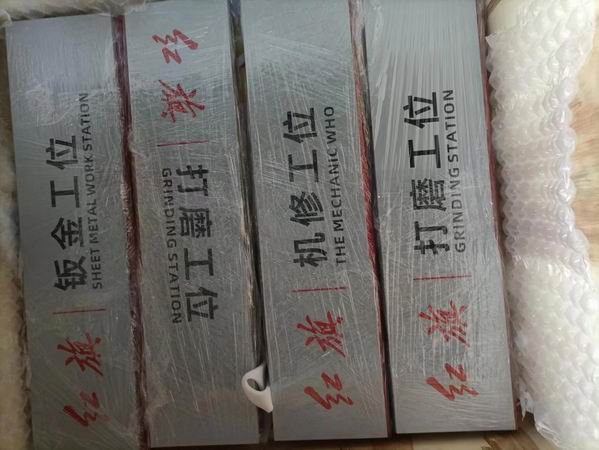 红旗
钣金工位
SHEET METAL WORK STATION
红旗
打磨工位
GRINDING STATION
红旗
机修工位
THE MECHANIC WHO
红旗
打磨工位
GRINDING STATION